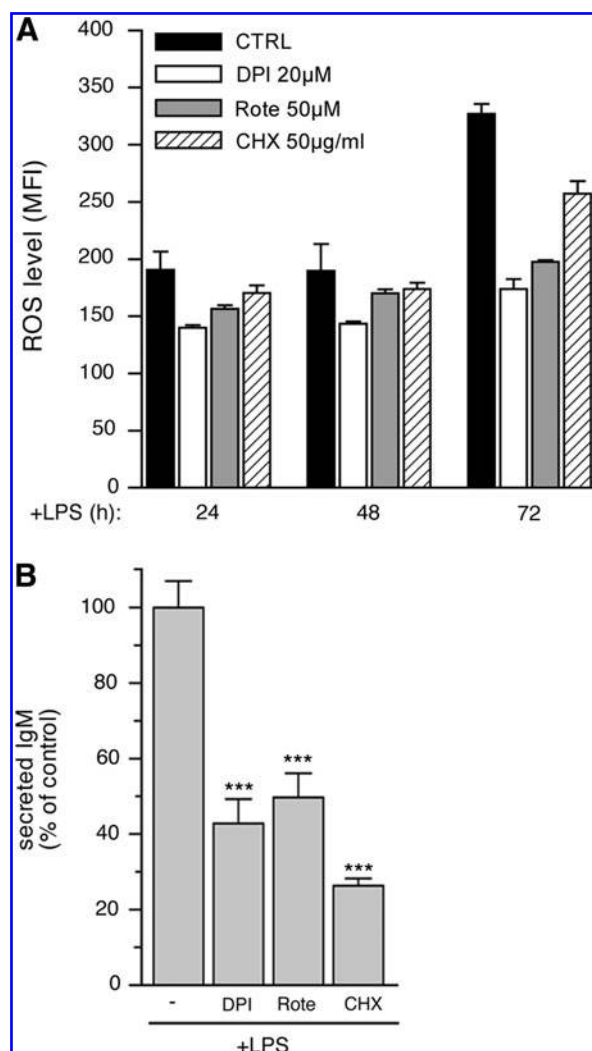 A
CTRL
DPI 20µM
Rote 50µM
CHX 50µg/ml
ROS level (MFI)
400
350
300
250
200
150
100
50
0
+LPS (h): 24 48 72
B
secreted IgM
(% of control)
100
80
60
40
20
0
***
***
***
- DPI Rote CHX
+LPS